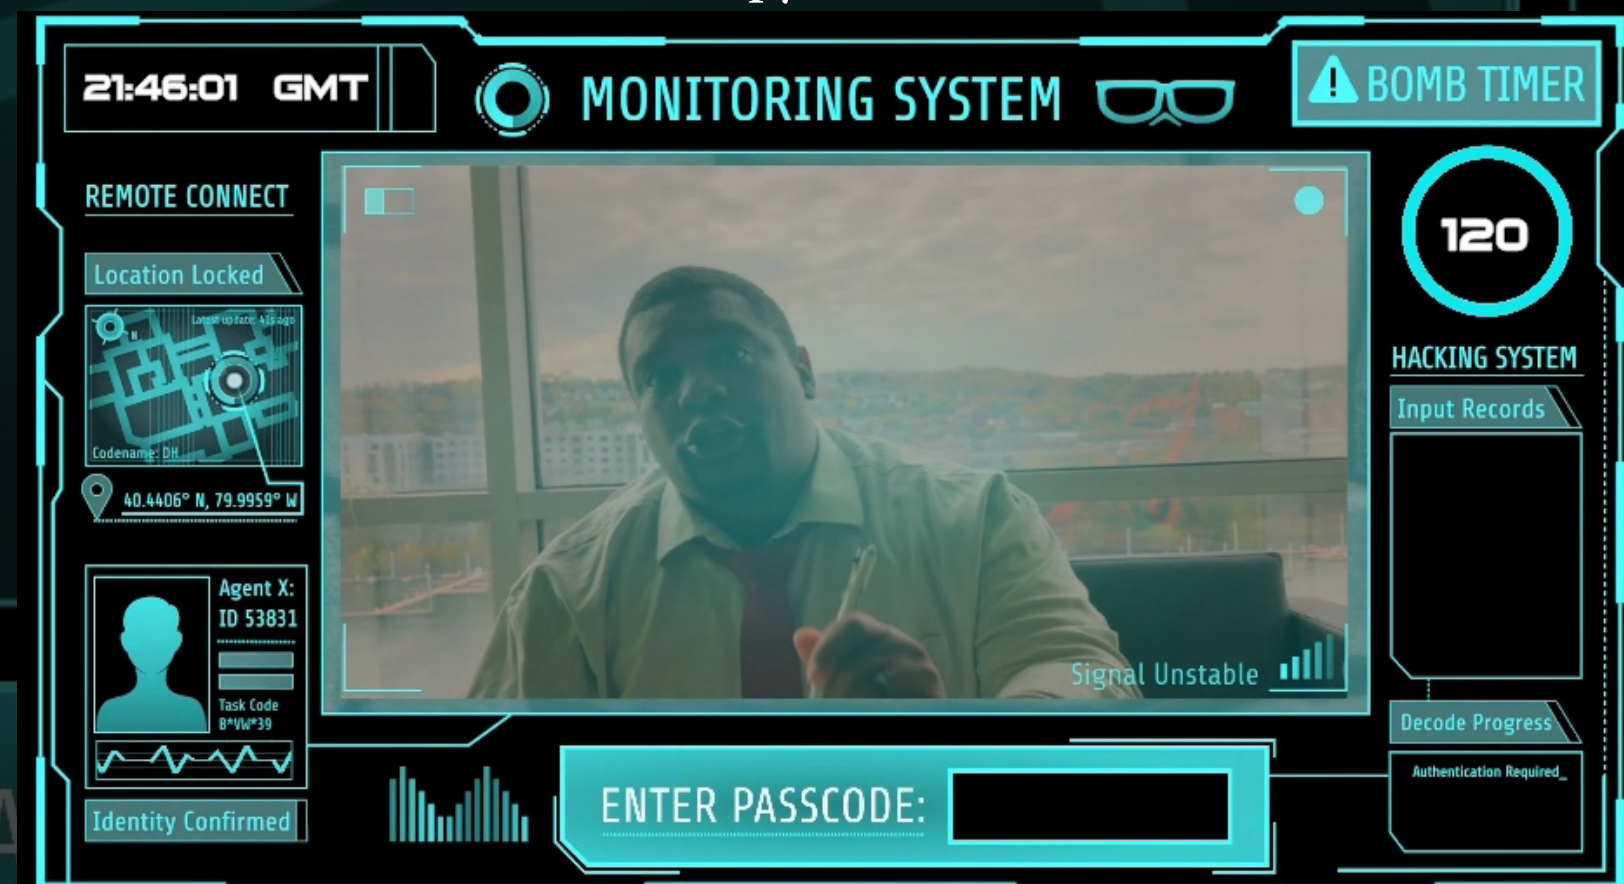 21:46:01 GMT
MONITORING SYSTEM
BOMB TIMER
REMOTE CONNECT
Location Locked
Latest update: 41s ago
N
Codename: DH
40.4406° N, 79.9959° W
Agent X:
ID 53831
Task Code
B*VW*39
Identity Confirmed
Signal Unstable
ENTER PASSCODE:
120
HACKING SYSTEM
Input Records
Decode Progress
Authentication Required_